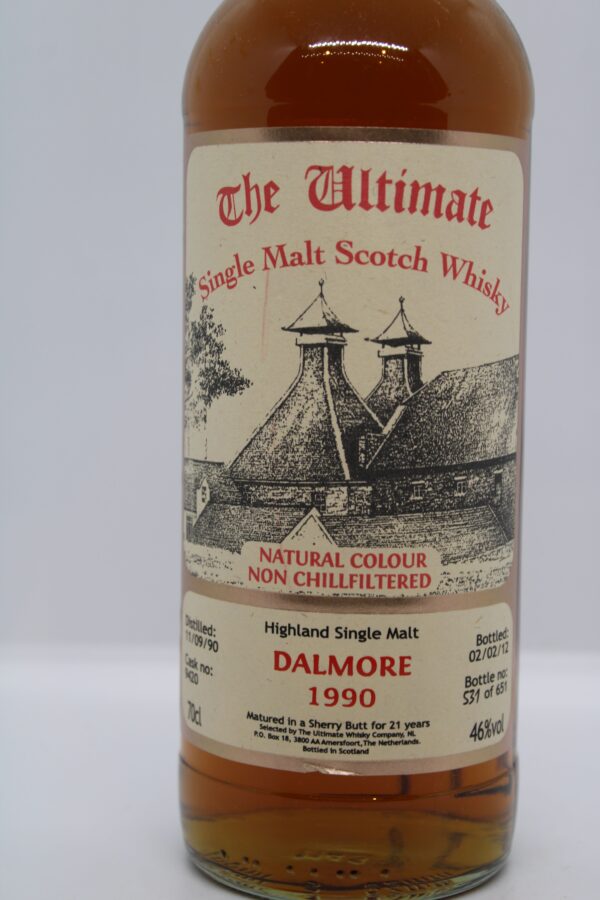 The Ultimate
Single Malt Scotch Whisky
NATURAL COLOUR
NON CHILLFILTERED
Distilled:
11/09/90
Cask no:
9420
70cl
Highland Single Malt
DALMORE
1990
Matured in a Sherry Butt for 21 years
Selected by The Ultimate Whisky Company, NL
P.O. Box 18, 3800 AA Amersfoort, The Netherlands.
Bottled in Scotland
Bottled:
02/02/12
Bottle no:
531 of 651
46%vol